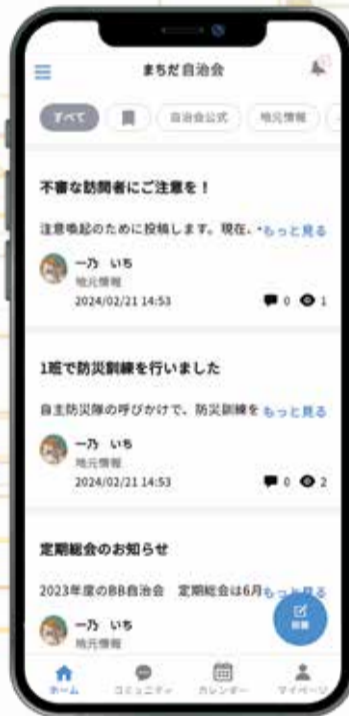 まちだ自治会
すべて 自治会公式 地元情報
不審な訪問者にご注意を！
注意喚起のために投稿します。現在、 もっと見る
一乃 いち
地元情報
2024/02/21 14:53 0 1
1班で防災訓練を行いました
自主防災隊の呼びかけで、防災訓練を もっと見る
一乃 いち
地元情報
2024/02/21 14:53 0 2
定期総会のお知らせ
2023年度のBB自治会 定期総会は6月 もっと見る
一乃 いち
地元情報
投稿
ホーム コミュニティ カレンダー マイページ